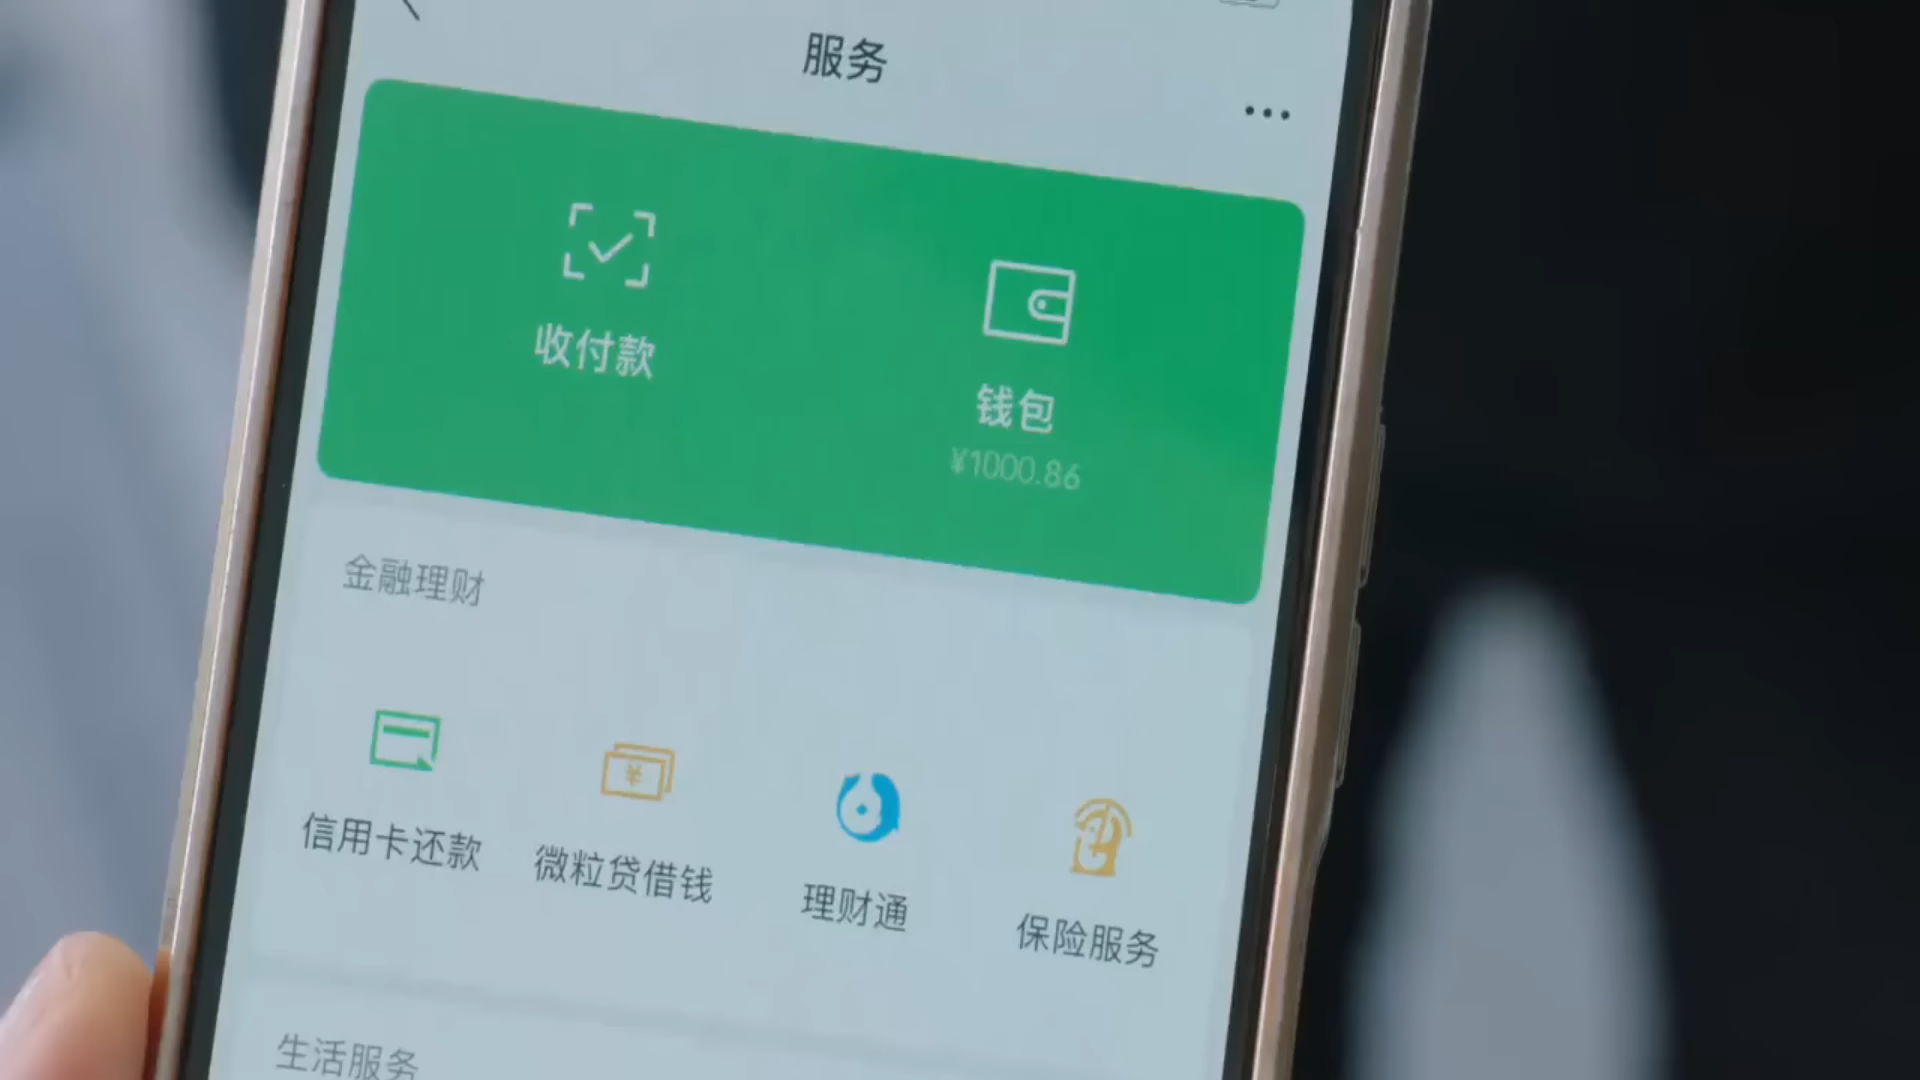 服务
收付款
钱包
¥1000.86
金融理财
信用卡还款
微粒贷借钱
理财通
保险服务
生活服务